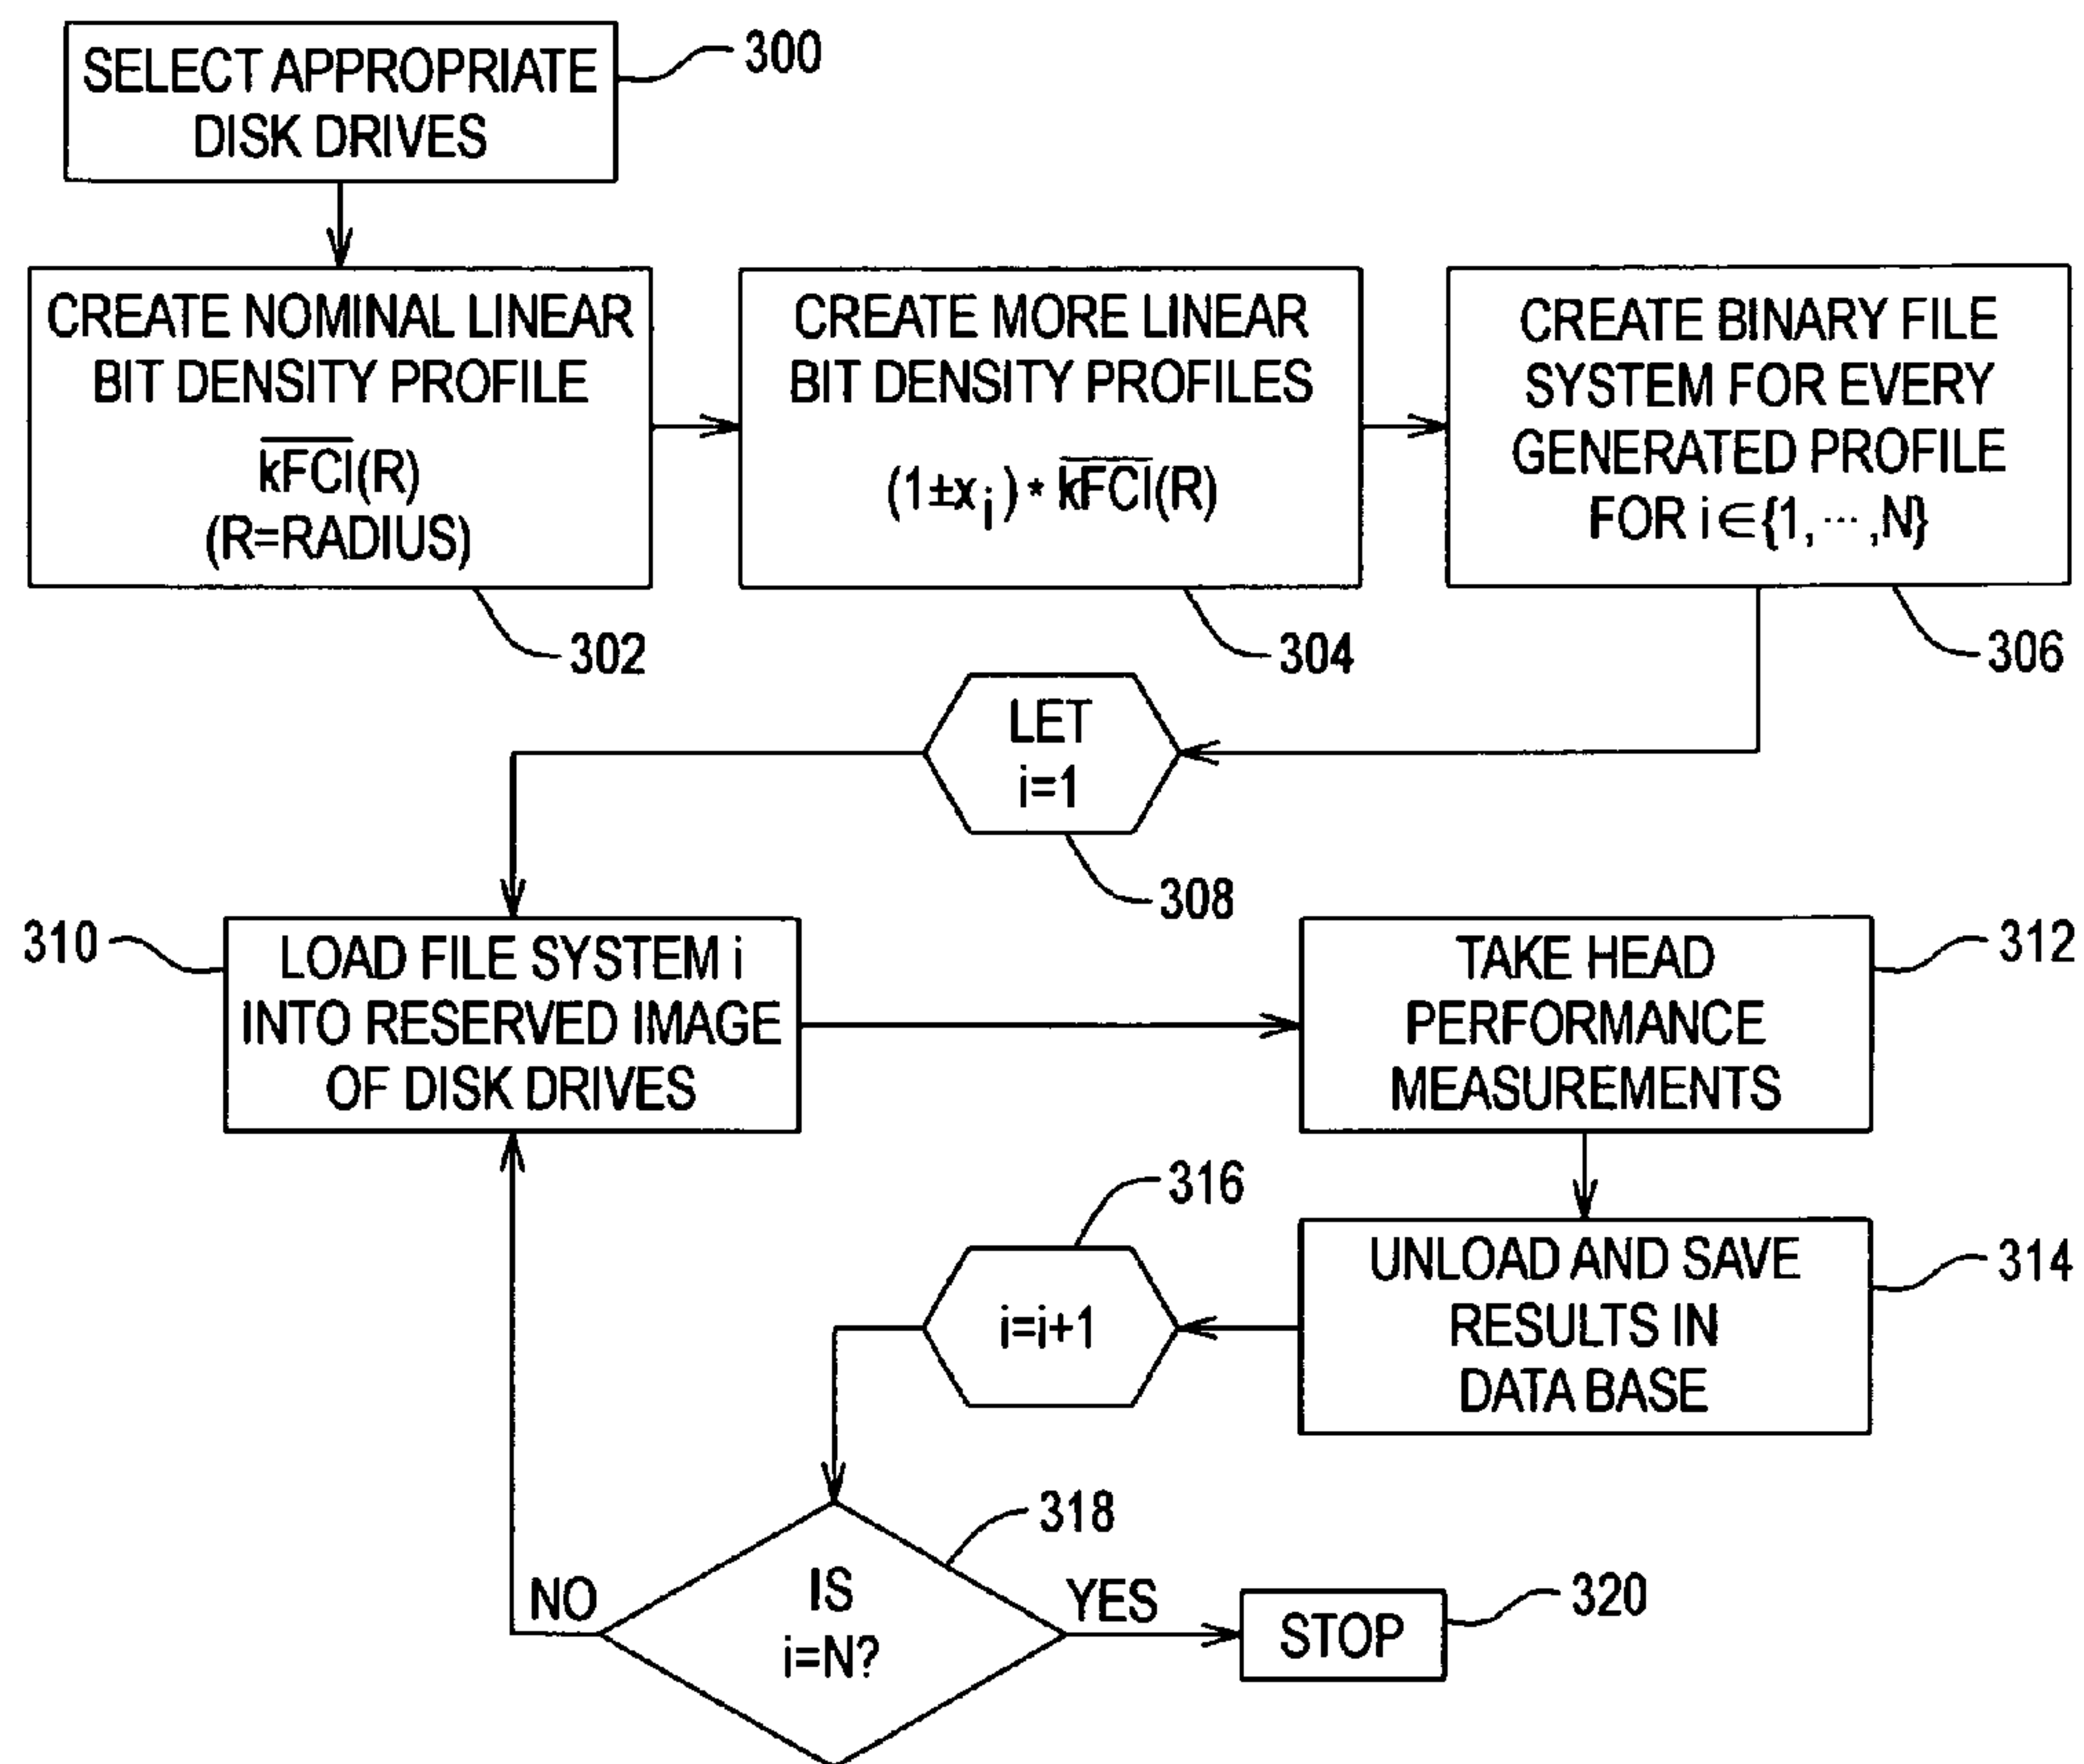 SELECT APPROPRIATE
DISK DRIVES
300
CREATE NOMINAL LINEAR
BIT DENSITY PROFILE
k̅F̅C̅I̅(R)
(R=RADIUS)
302
CREATE MORE LINEAR
BIT DENSITY PROFILES
(1±xᵢ)* k̅F̅C̅I̅(R)
304
CREATE BINARY FILE
SYSTEM FOR EVERY
GENERATED PROFILE
FOR i∈{1, ⋯,N}
306
LET
i=1
308
310
LOAD FILE SYSTEM i
INTO RESERVED IMAGE
OF DISK DRIVES
TAKE HEAD
PERFORMANCE
MEASUREMENTS
312
UNLOAD AND SAVE
RESULTS IN
DATA BASE
314
316
i=i+1
318
IS
i=N?
NO
YES
STOP
320